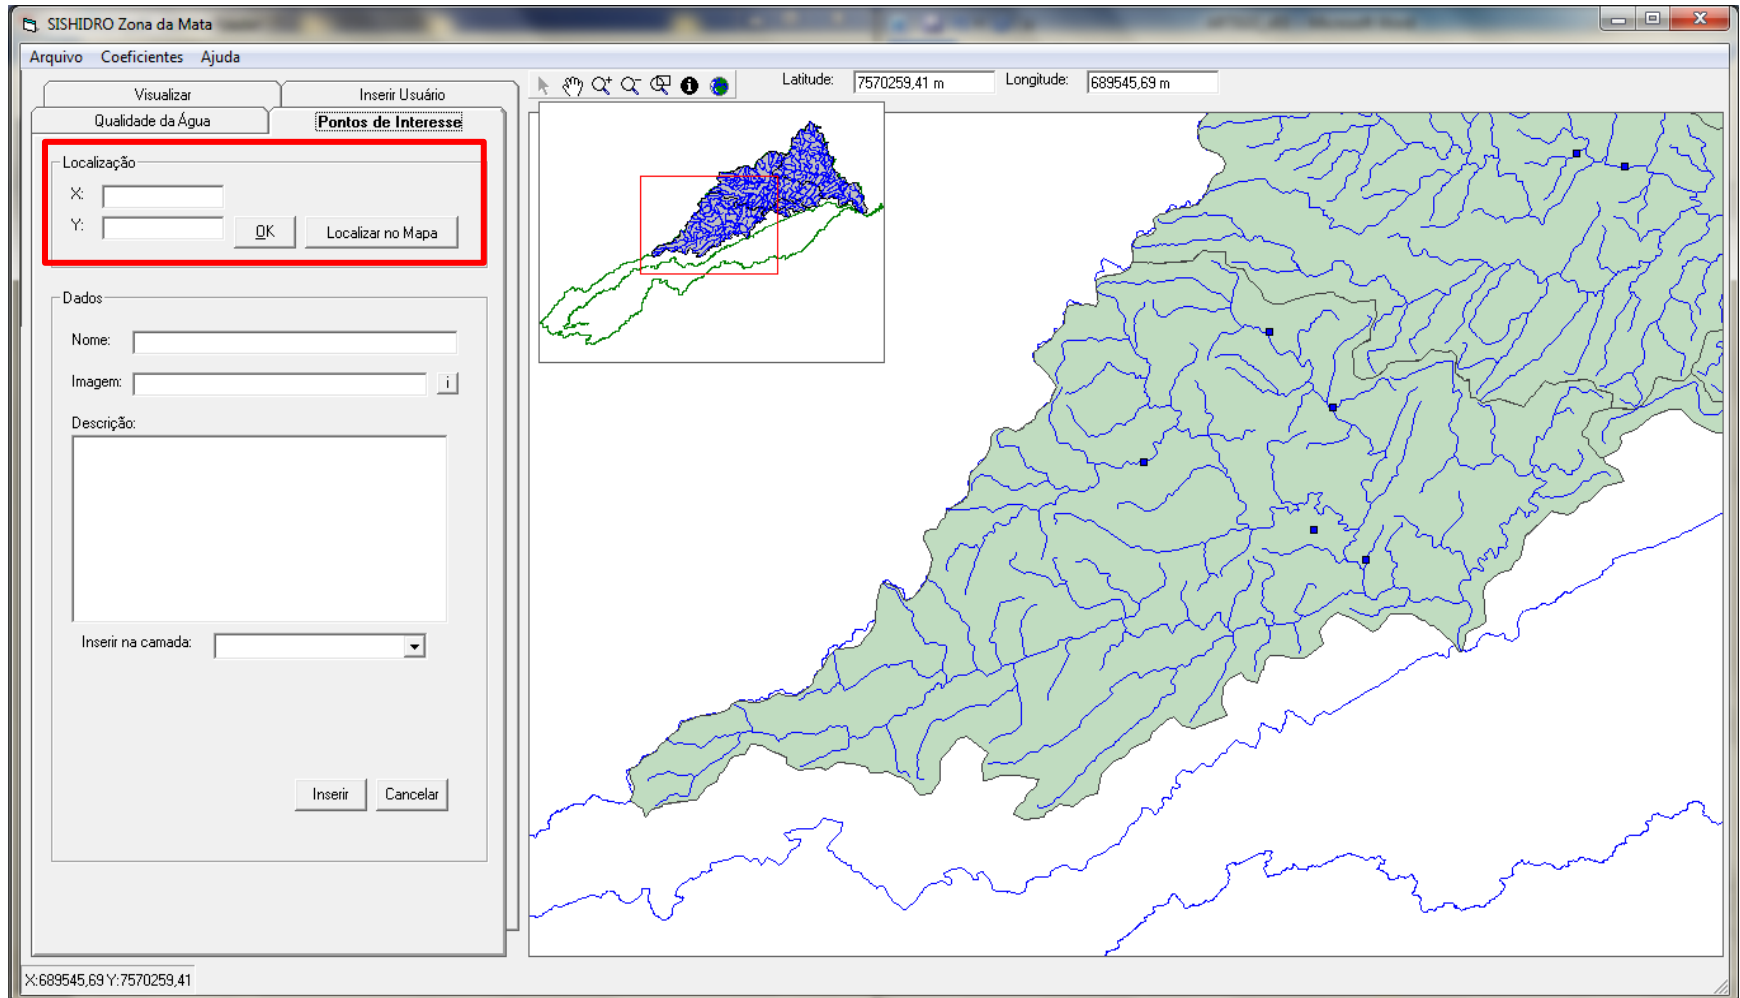 SISHIDRO Zona da Mata
Arquivo Coeficientes Ajuda
Visualizar Inserir Usuário
Qualidade da Água Pontos de Interesse
Latitude: 7570259,41 m Longitude: 689545,69 m
Localização
X:
Y: OK Localizar no Mapa
Dados
Nome:
Imagem: i
Descrição:
Inserir na camada:
Inserir Cancelar
X:689545,69 Y:7570259,41